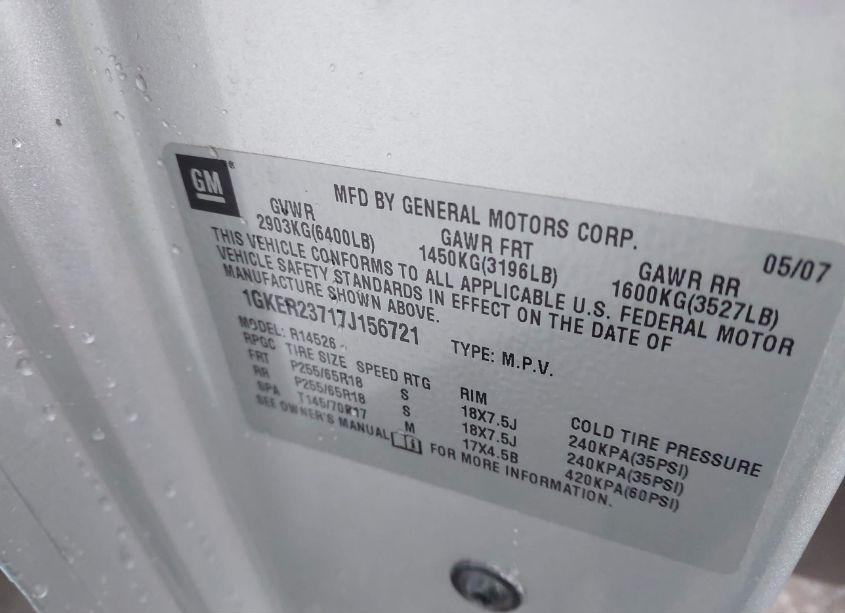 GM®
MFD BY GENERAL MOTORS CORP. 05/07
GVWR GAWR FRT GAWR RR
2903KG(6400LB) 1450KG(3196LB) 1600KG(3527LB)
THIS VEHICLE CONFORMS TO ALL APPLICABLE U.S. FEDERAL MOTOR
VEHICLE SAFETY STANDARDS IN EFFECT ON THE DATE OF
MANUFACTURE SHOWN ABOVE.
1GKER23717J156721 TYPE: M.P.V.
MODEL: R14526
RPGC TIRE SIZE SPEED RTG RIM COLD TIRE PRESSURE
FRT P255/65R18 S 18X7.5J 240KPA(35PSI)
RR P255/65R18 S 18X7.5J 240KPA(35PSI)
SPA T145/70R17 M 17X4.5B 420KPA(60PSI)
SEE OWNER'S MANUAL FOR MORE INFORMATION.